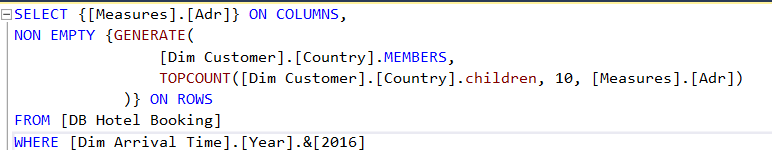 SELECT {[Measures].[Adr]} ON COLUMNS,
NON EMPTY {GENERATE(
[Dim Customer].[Country].MEMBERS,
TOPCOUNT([Dim Customer].[Country].children, 10, [Measures].[Adr])
)} ON ROWS
FROM [DB Hotel Booking]
WHERE [Dim Arrival Time].[Year].&[2016]